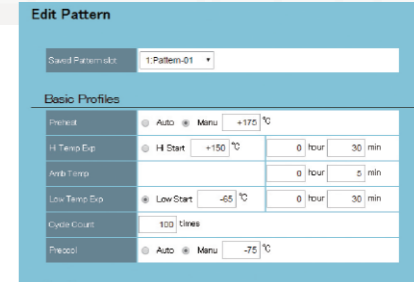 Edit Pattern
Saved Pattern slot 1:Pattern-01
Basic Profiles
Preheat Auto Manu +175 ℃
Hi Temp Exp Hi Start +150 ℃ 0 hour 30 min
Amb Temp 0 hour 5 min
Low Temp Exp Low Start -65 ℃ 0 hour 30 min
Cycle Count 100 times
Precool Auto Manu -75 ℃